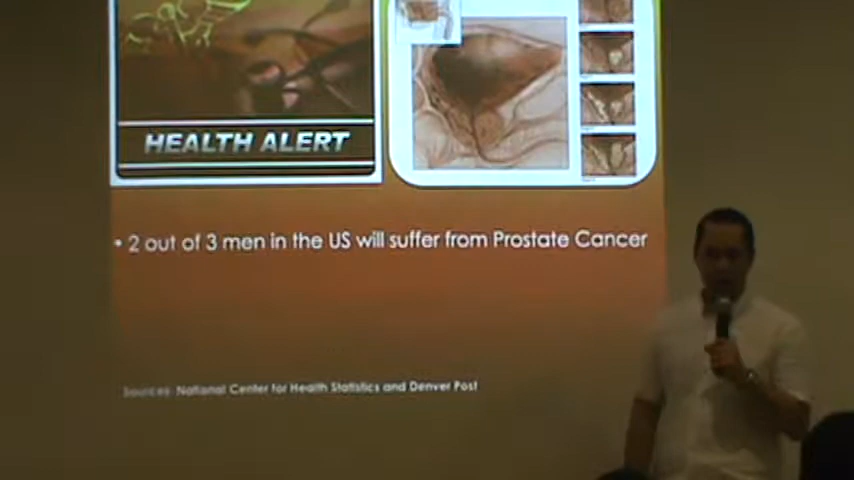 HEALTH ALERT
• 2 out of 3 men in the US will suffer from Prostate Cancer
Sources: National Center for Health Statistics and Denver Post